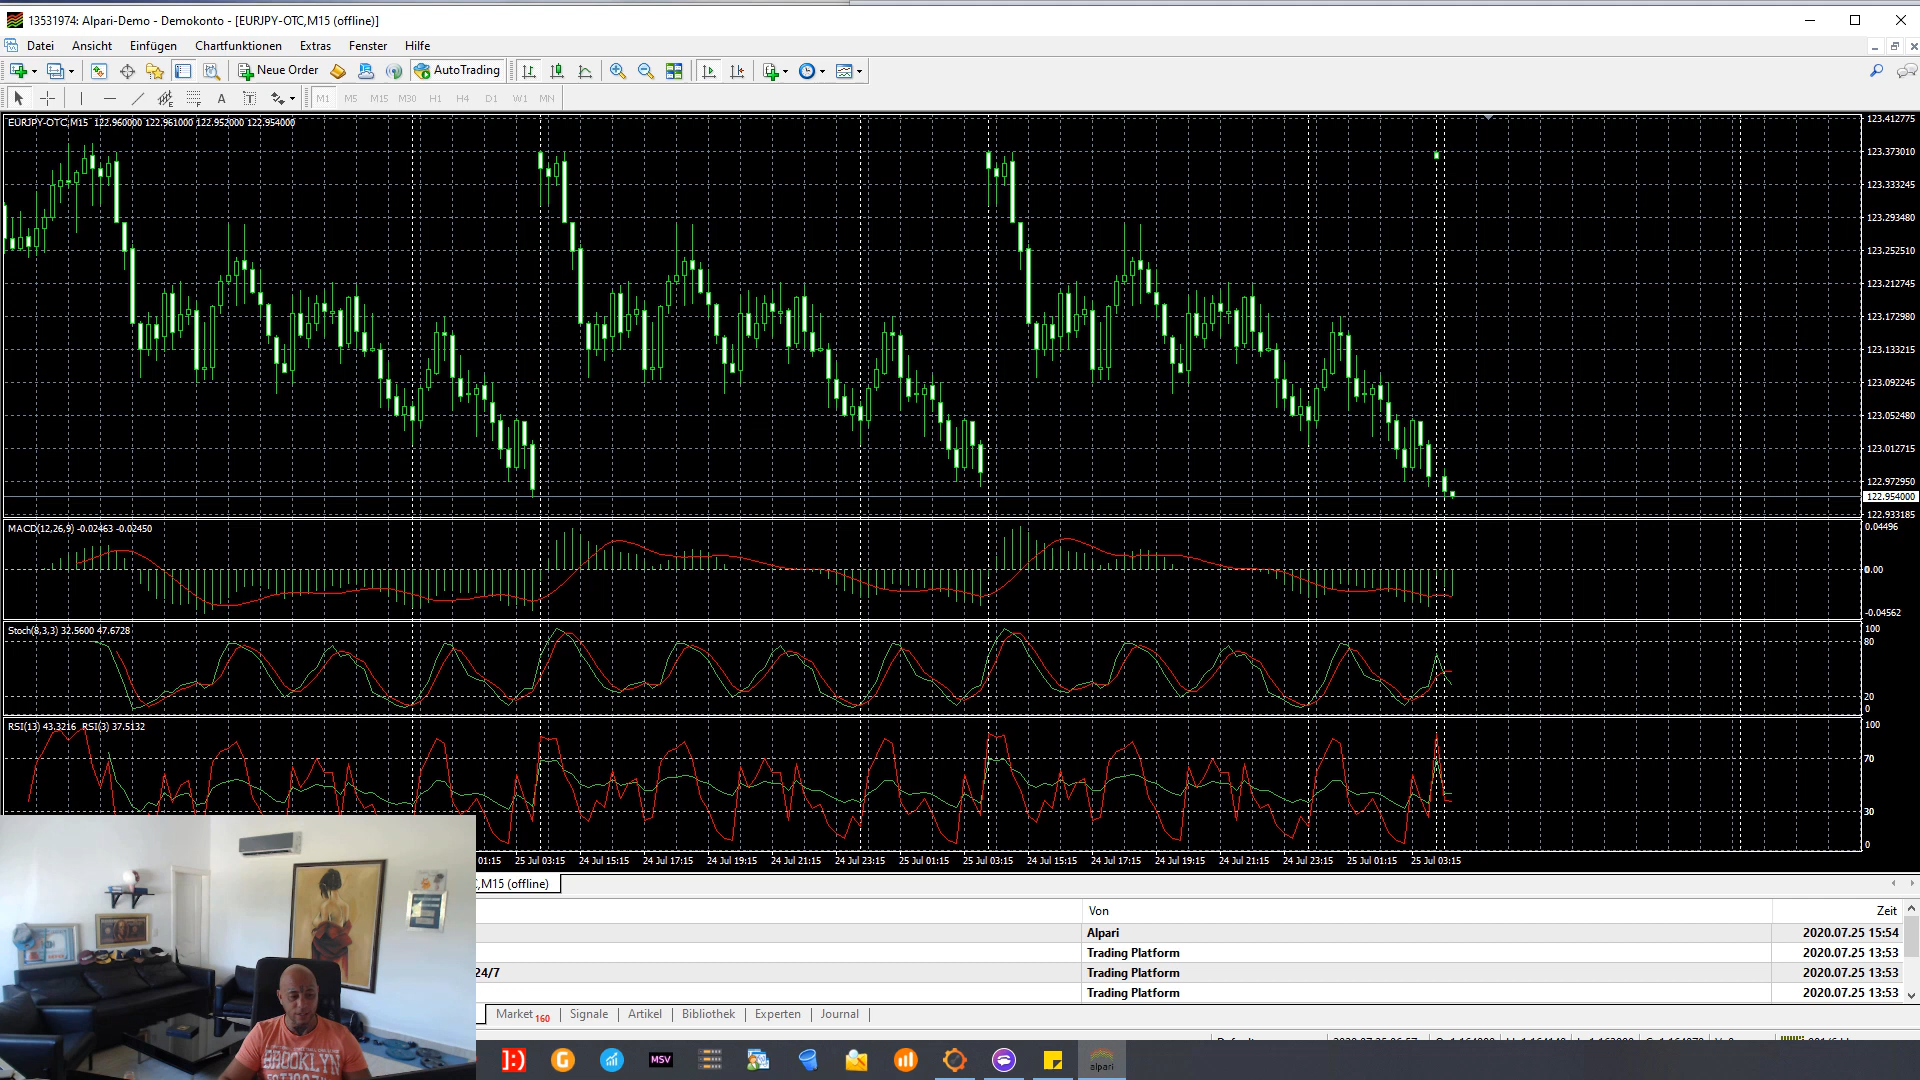 13531974: Alpari-Demo - Demokonto - [EURJPY-OTC,M15 (offline)]
Datei Ansicht Einfügen Chartfunktionen Extras Fenster Hilfe
Neue Order AutoTrading
A T M1 M5 M15 M30 H1 H4 D1 W1 MN
EURJPY-OTC,M15 122.960000 122.961000 122.952000 122.954000
123.412775
123.373010
123.333245
123.293480
123.252510
123.212745
123.172980
123.133215
123.092245
123.052480
123.012715
122.972950
122.954000
122.933185
MACD(12,26,9) -0.02463 -0.02450
0.04496
0.00
-0.04562
Stoch(8,3,3) 32.5600 47.6728
100
80
20
0
RSI(13) 43.3216 RSI(3) 37.5132
100
70
30
0
01:15 25 Jul 03:15 24 Jul 15:15 24 Jul 17:15 24 Jul 19:15 24 Jul 21:15 24 Jul 23:15 25 Jul 01:15 25 Jul 03:15 24 Jul 15:15 24 Jul 17:15 24 Jul 19:15 24 Jul 21:15 24 Jul 23:15 25 Jul 01:15 25 Jul 03:15
,M15 (offline)
Von Zeit
Alpari 2020.07.25 15:54
Trading Platform 2020.07.25 13:53
24/7 Trading Platform 2020.07.25 13:53
Trading Platform 2020.07.25 13:53
Market 160 Signale Artikel Bibliothek Experten Journal
MSV
alpari
BROOKLYN